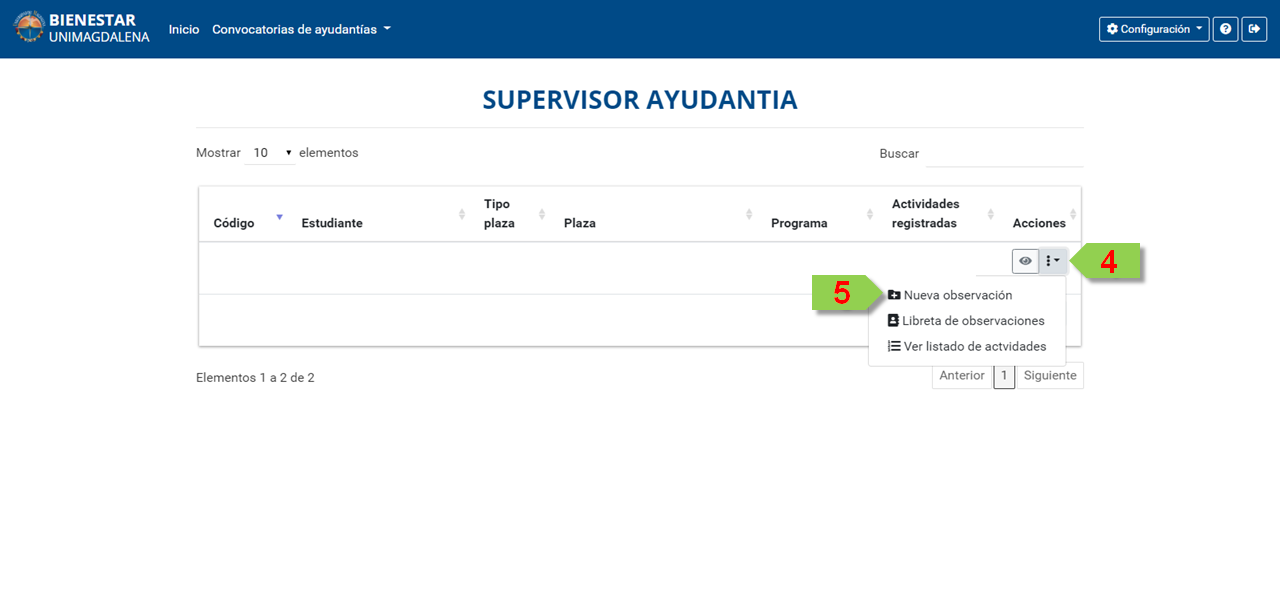 BIENESTAR
UNIMAGDALENA
Inicio Convocatorias de ayudantías
Configuración
SUPERVISOR AYUDANTIA
Mostrar 10 elementos
Buscar
Código Estudiante Tipo plaza Plaza Programa Actividades registradas Acciones
4
5
Nueva observación
Libreta de observaciones
Ver listado de actvidades
Elementos 1 a 2 de 2
Anterior 1 Siguiente